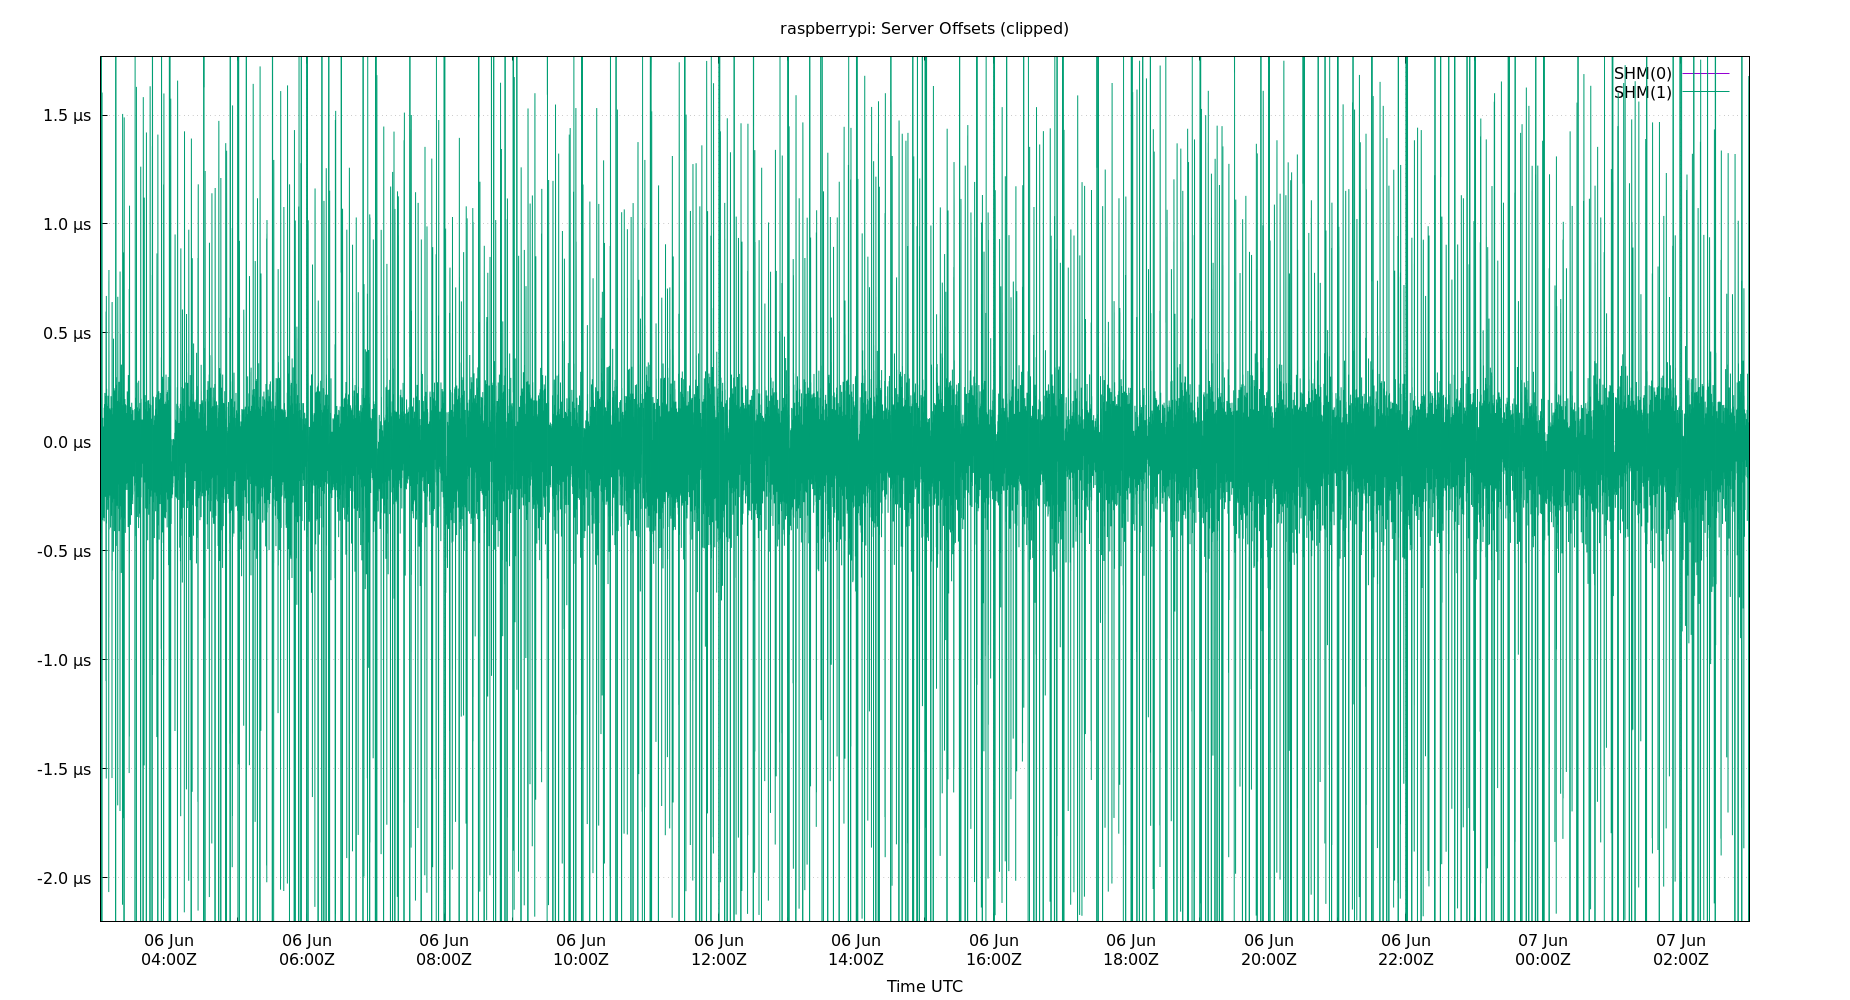 raspberrypi: Server Offsets (clipped)
SHM(0)
SHM(1)
1.5 µs
1.0 µs
0.5 µs
0.0 µs
-0.5 µs
-1.0 µs
-1.5 µs
-2.0 µs
06 Jun 06 Jun 06 Jun 06 Jun 06 Jun 06 Jun 06 Jun 06 Jun 06 Jun 06 Jun 07 Jun 07 Jun
04:00Z 06:00Z 08:00Z 10:00Z 12:00Z 14:00Z 16:00Z 18:00Z 20:00Z 22:00Z 00:00Z 02:00Z
Time UTC